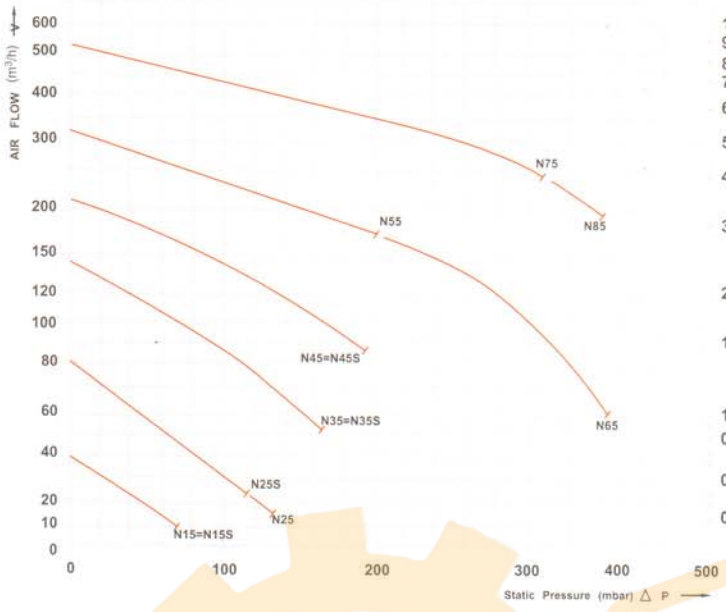 AIR FLOW (m³/h) V
600
500
400
300
200
150
120
100
80
60
40
20
10
0
N75
N85
N55
N45=N45S
N35=N35S
N65
N25S
N25
N15=N15S
0 100 200 300 400 500
Static Pressure (mbar) △ P